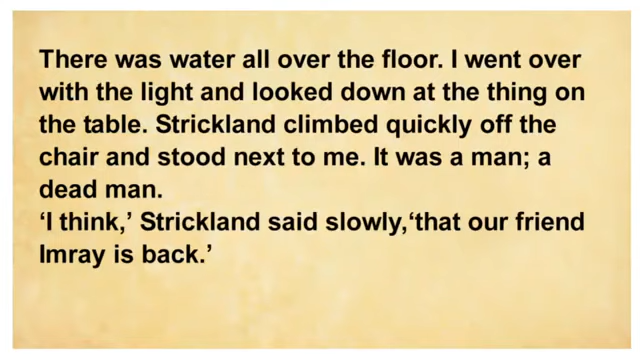 There was water all over the floor. I went over
with the light and looked down at the thing on
the table. Strickland climbed quickly off the
chair and stood next to me. It was a man; a
dead man.
‘I think,’ Strickland said slowly,‘that our friend
Imray is back.’